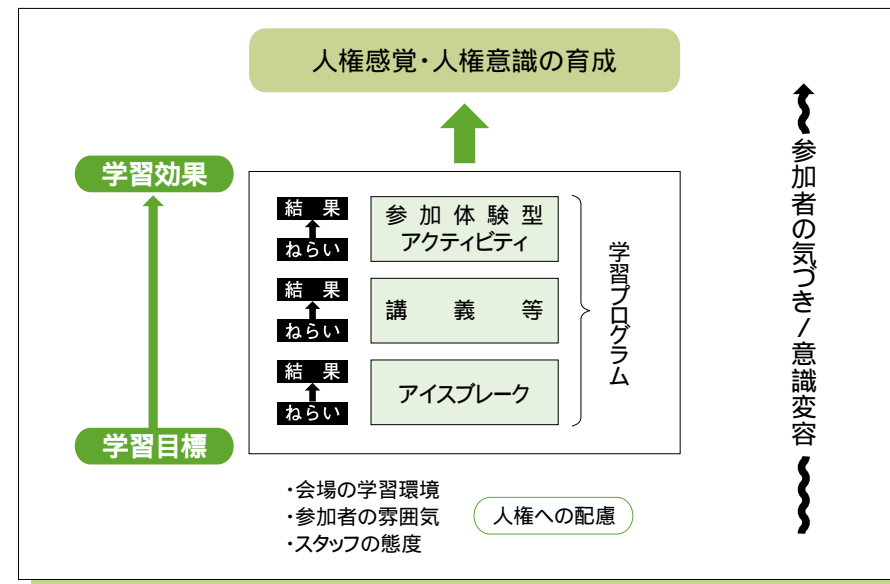 人権感覚・人権意識の育成
学習効果
結果
ねらい
参加体験型
アクティビティ
結果
ねらい
講義等
結果
ねらい
アイスブレーク
学習プログラム
学習目標
・会場の学習環境
・参加者の雰囲気
・スタッフの態度
人権への配慮
参加者の気づき/意識変容